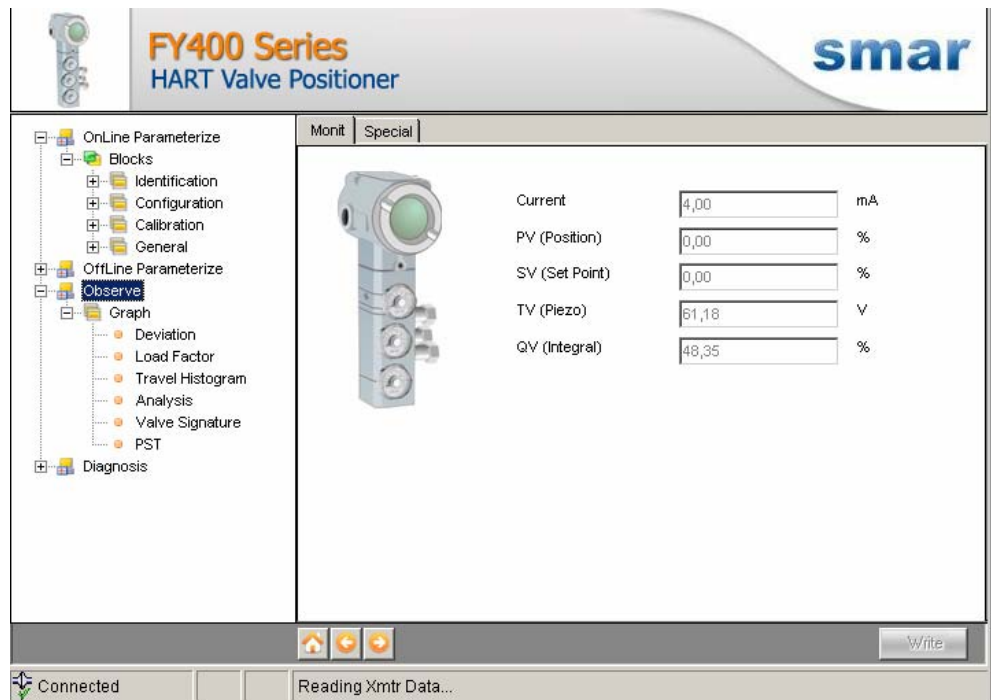 FY400 Series
HART Valve Positioner
smar
OnLine Parameterize
Blocks
Identification
Configuration
Calibration
General
OffLine Parameterize
Observe
Graph
Deviation
Load Factor
Travel Histogram
Analysis
Valve Signature
PST
Diagnosis
Monit Special
Current 4,00 mA
PV (Position) 0,00 %
SV (Set Point) 0,00 %
TV (Piezo) 61,18 V
QV (Integral) 48,35 %
Write
Connected Reading Xmtr Data...